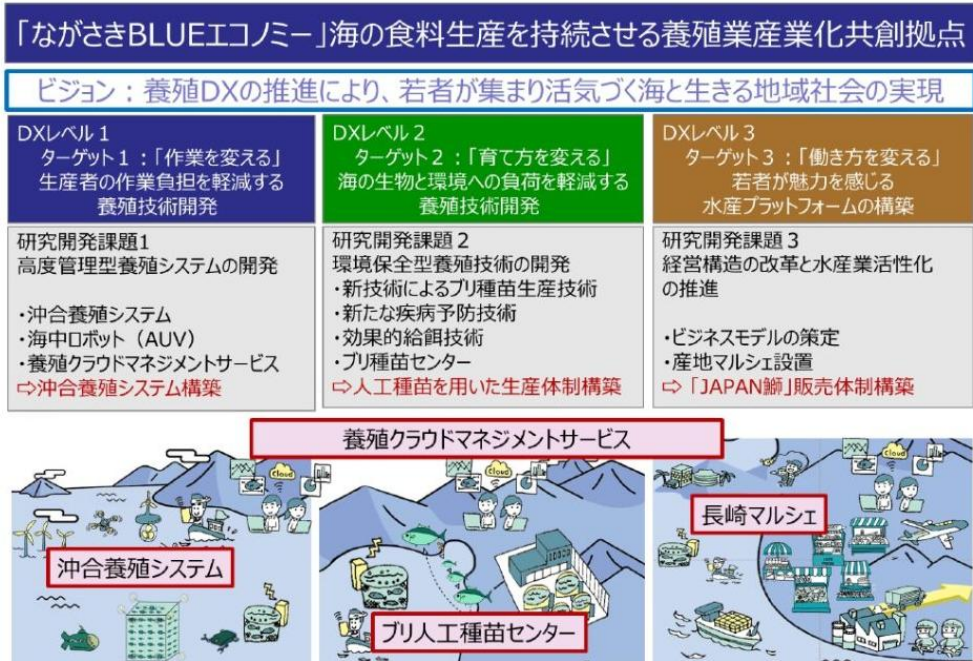 「ながさきBLUEエコノミー」海の食料生産を持続させる養殖業産業化共創拠点
ビジョン：養殖DXの推進により、若者が集まり活気づく海と生きる地域社会の実現
DXレベル１
ターゲット１：「作業を変える」
生産者の作業負担を軽減する
養殖技術開発
研究開発課題1
高度管理型養殖システムの開発
・沖合養殖システム
・海中ロボット（AUV）
・養殖クラウドマネジメントサービス
⇨沖合養殖システム構築
DXレベル２
ターゲット２：「育て方を変える」
海の生物と環境への負荷を軽減する
養殖技術開発
研究開発課題２
環境保全型養殖技術の開発
・新技術によるブリ種苗生産技術
・新たな疾病予防技術
・効果的給餌技術
・ブリ種苗センター
⇨人工種苗を用いた生産体制構築
DXレベル３
ターゲット３：「働き方を変える」
若者が魅力を感じる
水産プラットフォームの構築
研究開発課題３
経営構造の改革と水産業活性化
の推進
・ビジネスモデルの策定
・産地マルシェ設置
⇨「JAPAN鰤」販売体制構築
養殖クラウドマネジメントサービス
cloud
沖合養殖システム
cloud
ブリ人工種苗センター
cloud
長崎マルシェ